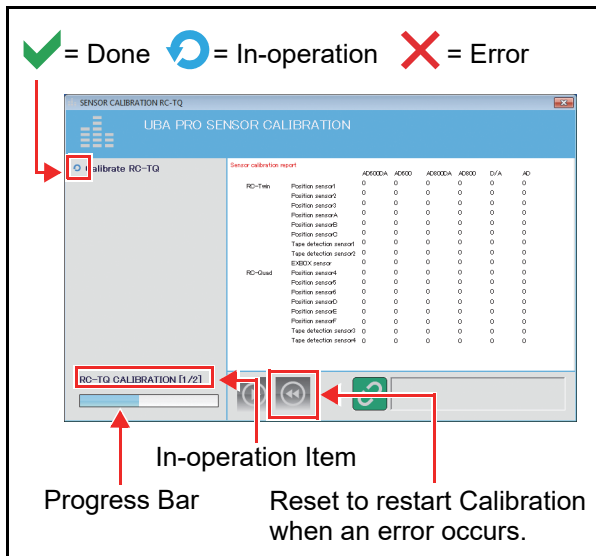 = Done = In-operation = Error
SENSOR CALIBRATION RC-TQ
UBA PRO SENSOR CALIBRATION
Calibrate RC-TQ
Sensor calibration report
AD600DA AD600 AD800DA AD800 D/A AD
RC-Twin Position sensor1 0 0 0 0 0 0
Position sensor2 0 0 0 0 0 0
Position sensor3 0 0 0 0 0 0
Position sensorA 0 0 0 0 0 0
Position sensorB 0 0 0 0 0 0
Position sensorC 0 0 0 0 0 0
Tape detection sensor1 0 0 0 0 0 0
Tape detection sensor2 0 0 0 0 0 0
EXBOX sensor 0 0 0 0 0 0
RC-Quad Position sensor4 0 0 0 0 0 0
Position sensor5 0 0 0 0 0 0
Position sensor6 0 0 0 0 0 0
Position sensorD 0 0 0 0 0 0
Position sensorE 0 0 0 0 0 0
Position sensorF 0 0 0 0 0 0
Tape detection sensor3 0 0 0 0 0 0
Tape detection sensor4 0 0 0 0 0 0
RC-TQ CALIBRATION [1/2]
In-operation Item
Progress Bar
Reset to restart Calibration
when an error occurs.